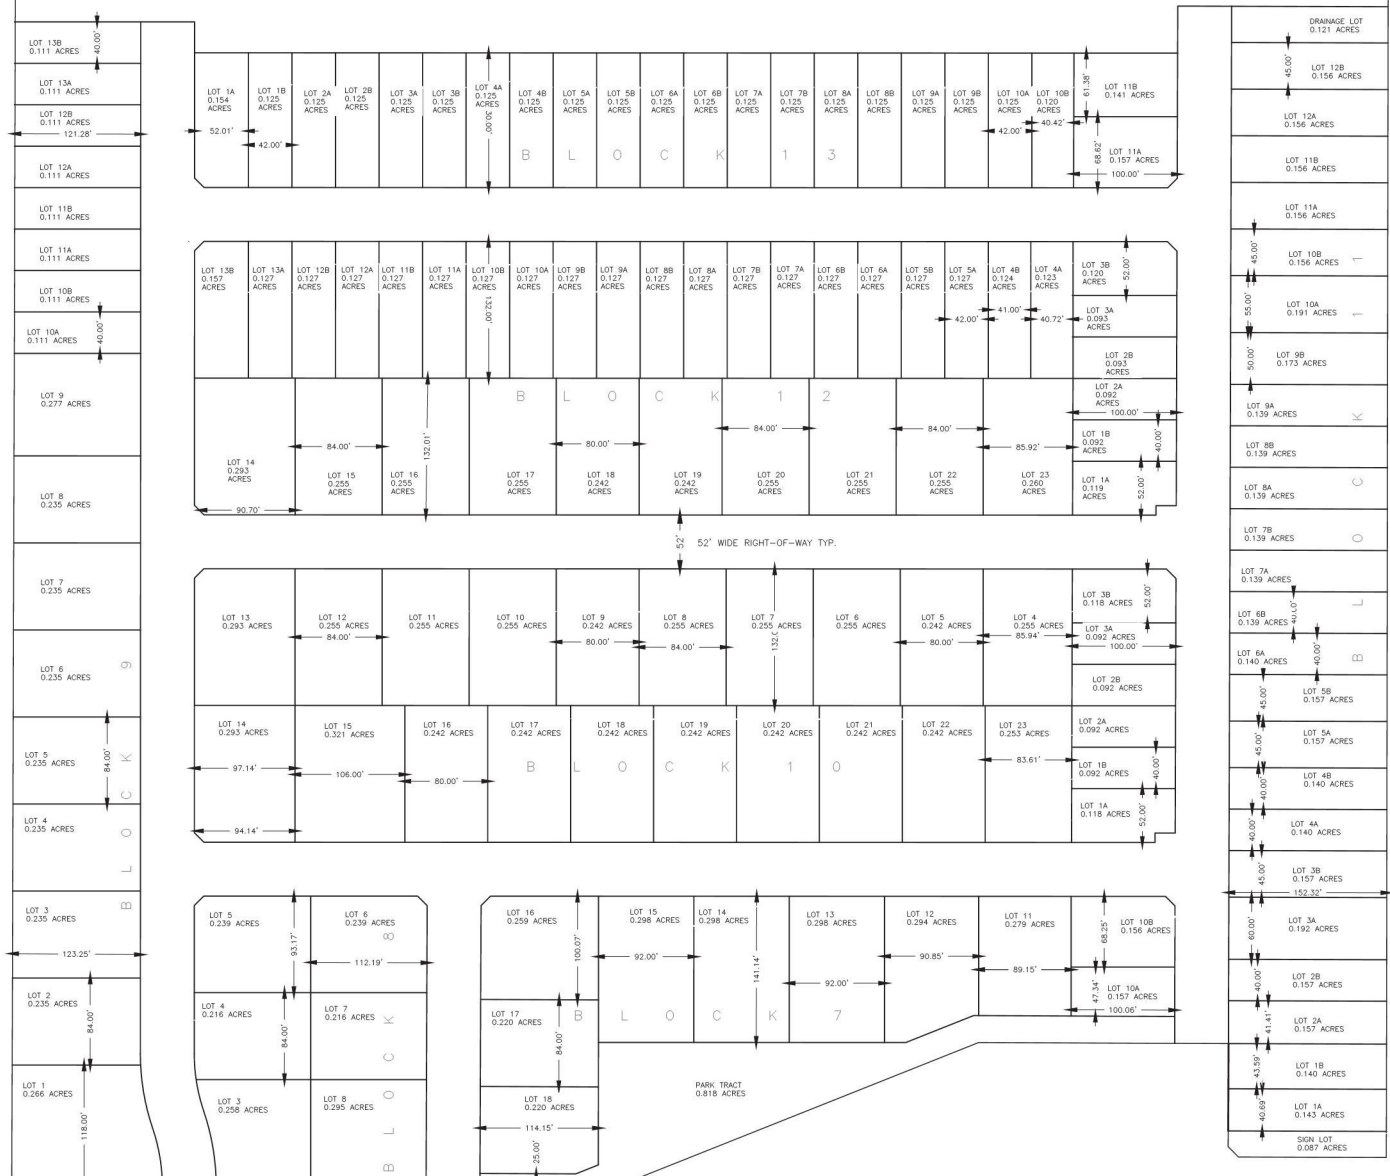 LOT 13B
0.111 ACRES
40.00'
LOT 13A
0.111 ACRES
LOT 12B
0.111 ACRES
121.28'
LOT 12A
0.111 ACRES
LOT 11B
0.111 ACRES
LOT 11A
0.111 ACRES
LOT 10B
0.111 ACRES
LOT 10A
0.111 ACRES
40.00'
LOT 9
0.277 ACRES
LOT 8
0.235 ACRES
LOT 7
0.235 ACRES
LOT 6
0.235 ACRES
LOT 5
0.235 ACRES
84.00'
LOT 4
0.235 ACRES
LOT 3
0.235 ACRES
123.25'
LOT 2
0.235 ACRES
84.00'
LOT 1
0.266 ACRES
118.00'
BLOCK 9
LOT 1A
0.154
ACRES
52.01'
LOT 1B
0.125
ACRES
42.00'
LOT 2A
0.125
ACRES
LOT 2B
0.125
ACRES
LOT 3A
0.125
ACRES
LOT 3B
0.125
ACRES
LOT 4A
0.125
ACRES
30.00'
LOT 4B
0.125
ACRES
LOT 5A
0.125
ACRES
LOT 5B
0.125
ACRES
LOT 6A
0.125
ACRES
LOT 6B
0.125
ACRES
LOT 7A
0.125
ACRES
LOT 7B
0.125
ACRES
LOT 8A
0.125
ACRES
LOT 8B
0.125
ACRES
LOT 9A
0.125
ACRES
LOT 9B
0.125
ACRES
LOT 10A
0.125
ACRES
42.00'
LOT 10B
0.120
ACRES
40.42'
61.38'
LOT 11B
0.141 ACRES
68.62'
LOT 11A
0.157 ACRES
100.00'
BLOCK 13
LOT 13B
0.157
ACRES
LOT 13A
0.127
ACRES
LOT 12B
0.127
ACRES
LOT 12A
0.127
ACRES
LOT 11B
0.127
ACRES
LOT 11A
0.127
ACRES
LOT 10B
0.127
ACRES
132.00'
LOT 10A
0.127
ACRES
LOT 9B
0.127
ACRES
LOT 9A
0.127
ACRES
LOT 8B
0.127
ACRES
LOT 8A
0.127
ACRES
LOT 7B
0.127
ACRES
LOT 7A
0.127
ACRES
LOT 6B
0.127
ACRES
LOT 6A
0.127
ACRES
LOT 5B
0.127
ACRES
LOT 5A
0.127
ACRES
42.00'
LOT 4B
0.124
ACRES
41.00'
LOT 4A
0.123
ACRES
40.72'
LOT 3B
0.120
ACRES
52.00'
LOT 3A
0.093
ACRES
LOT 2B
0.093
ACRES
LOT 2A
0.092
ACRES
100.00'
LOT 1B
0.092
ACRES
40.00'
LOT 1A
0.119
ACRES
52.00'
BLOCK 12
LOT 14
0.293
ACRES
90.70'
84.00'
LOT 15
0.255
ACRES
LOT 16
0.255
ACRES
132.01'
LOT 17
0.255
ACRES
80.00'
LOT 18
0.242
ACRES
LOT 19
0.242
ACRES
84.00'
LOT 20
0.255
ACRES
LOT 21
0.255
ACRES
84.00'
LOT 22
0.255
ACRES
85.92'
LOT 23
0.260
ACRES
52'
52' WIDE RIGHT-OF-WAY TYP.
LOT 13
0.293 ACRES
LOT 12
0.255 ACRES
84.00'
LOT 11
0.255 ACRES
LOT 10
0.255 ACRES
LOT 9
0.242 ACRES
80.00'
LOT 8
0.255 ACRES
84.00'
LOT 7
0.255 ACRES
LOT 6
0.255 ACRES
LOT 5
0.242 ACRES
80.00'
LOT 4
0.255 ACRES
85.94'
LOT 3B
0.118 ACRES
52.00'
LOT 3A
0.092 ACRES
100.00'
LOT 2B
0.092 ACRES
LOT 2A
0.092 ACRES
LOT 1B
0.092 ACRES
40.00'
LOT 1A
0.118 ACRES
52.00'
LOT 14
0.293 ACRES
97.14'
94.14'
LOT 15
0.321 ACRES
106.00'
LOT 16
0.242 ACRES
80.00'
LOT 17
0.242 ACRES
LOT 18
0.242 ACRES
LOT 19
0.242 ACRES
LOT 20
0.242 ACRES
LOT 21
0.242 ACRES
LOT 22
0.242 ACRES
LOT 23
0.253 ACRES
83.61'
BLOCK 10
LOT 5
0.239 ACRES
93.17'
LOT 6
0.239 ACRES
112.19'
LOT 4
0.216 ACRES
84.00'
LOT 7
0.216 ACRES
LOT 3
0.258 ACRES
LOT 8
0.295 ACRES
BLOCK 8
LOT 16
0.259 ACRES
100.07'
LOT 15
0.298 ACRES
92.00'
LOT 14
0.298 ACRES
141.14'
LOT 13
0.298 ACRES
92.00'
LOT 12
0.294 ACRES
90.85'
LOT 11
0.279 ACRES
89.15'
LOT 10B
0.156 ACRES
68.25'
LOT 10A
0.157 ACRES
47.34'
100.06'
LOT 17
0.220 ACRES
84.00'
BLOCK 7
LOT 18
0.220 ACRES
114.15'
25.00'
PARK TRACT
0.818 ACRES
DRAINAGE LOT
0.121 ACRES
45.00'
LOT 12B
0.156 ACRES
LOT 12A
0.156 ACRES
LOT 11B
0.156 ACRES
LOT 11A
0.156 ACRES
45.00'
LOT 10B
0.156 ACRES
55.00'
LOT 10A
0.191 ACRES
50.00'
LOT 9B
0.173 ACRES
LOT 9A
0.139 ACRES
LOT 8B
0.139 ACRES
LOT 8A
0.139 ACRES
LOT 7B
0.139 ACRES
LOT 7A
0.139 ACRES
LOT 6B
0.139 ACRES
LOT 6A
0.140 ACRES
40.00'
45.00'
LOT 5B
0.157 ACRES
45.00'
LOT 5A
0.157 ACRES
40.00'
LOT 4B
0.140 ACRES
40.00'
LOT 4A
0.140 ACRES
45.00'
LOT 3B
0.157 ACRES
152.32'
60.00'
LOT 3A
0.192 ACRES
40.00'
LOT 2B
0.157 ACRES
41.41'
LOT 2A
0.157 ACRES
43.59'
LOT 1B
0.140 ACRES
40.69'
LOT 1A
0.143 ACRES
SIGN LOT
0.087 ACRES
BLOCK 11